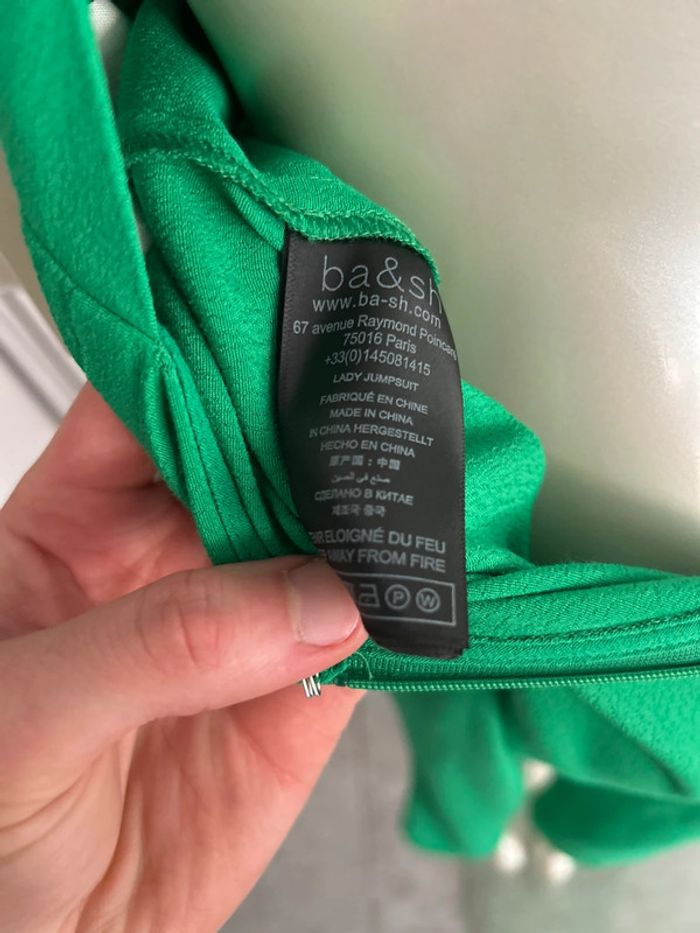 ba&sh
www.ba-sh.com
67 avenue Raymond Poincaré
75016 Paris
+33(0)145081415
LADY JUMPSUIT
FABRIQUÉ EN CHINE
MADE IN CHINA
IN CHINA HERGESTELLT
HECHO EN CHINA
原产国：中国
صنع في الصين
СДЕЛАНО В КИТАЕ
제조국 중국
ELOIGNÉ DU FEU
AWAY FROM FIRE
P W